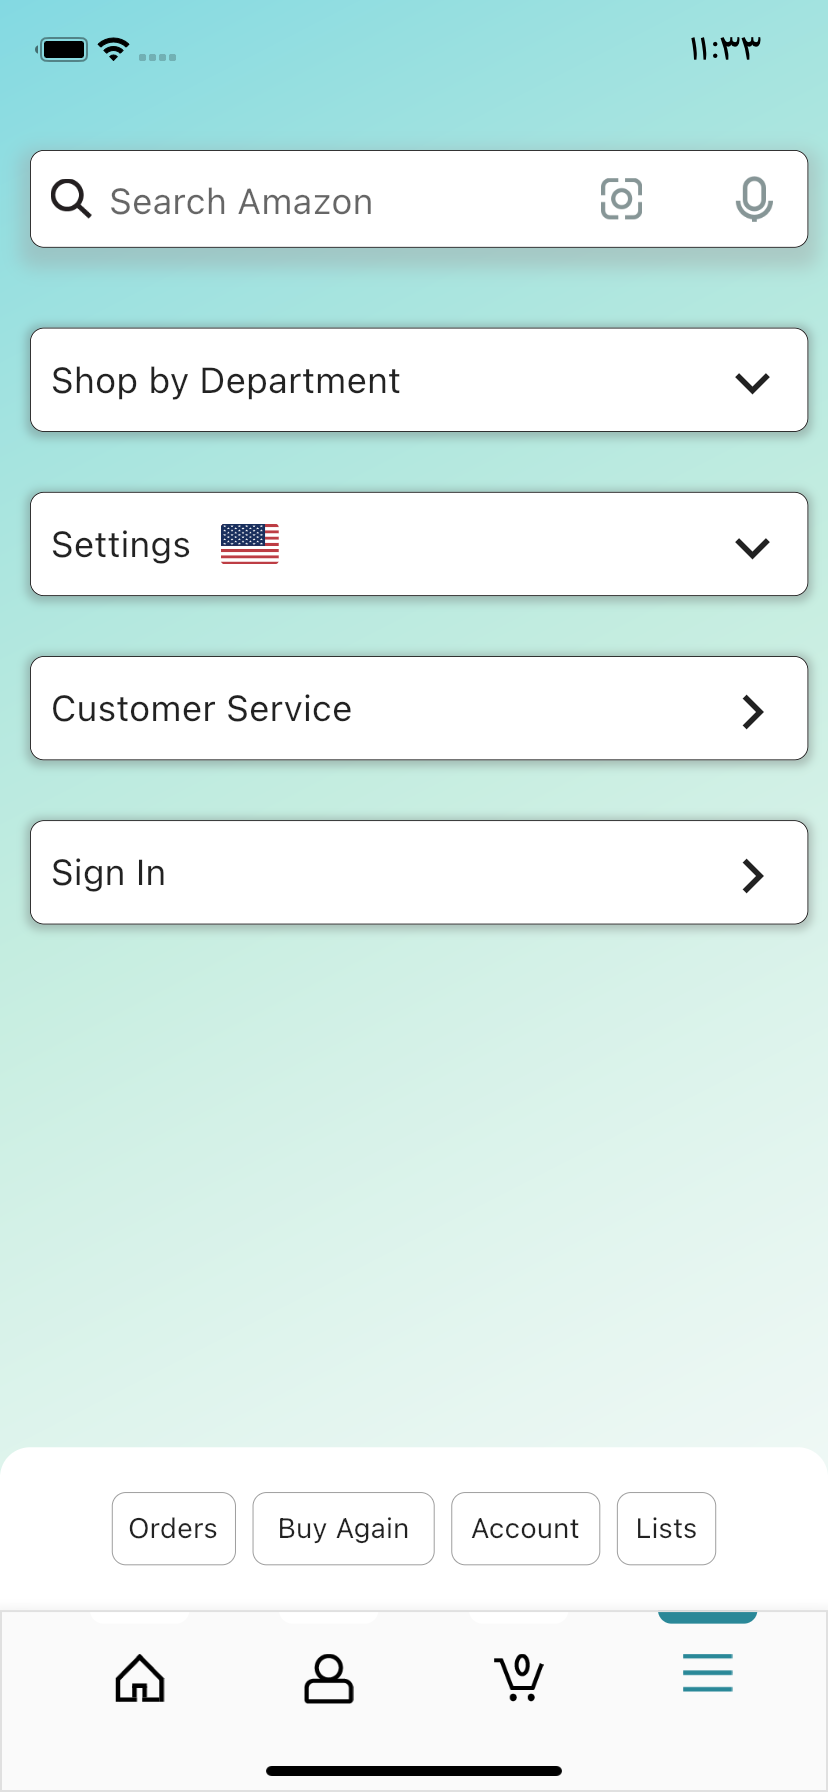 ١١:٣٣
Search Amazon
Shop by Department
Settings
Customer Service
Sign In
Orders
Buy Again
Account
Lists
0